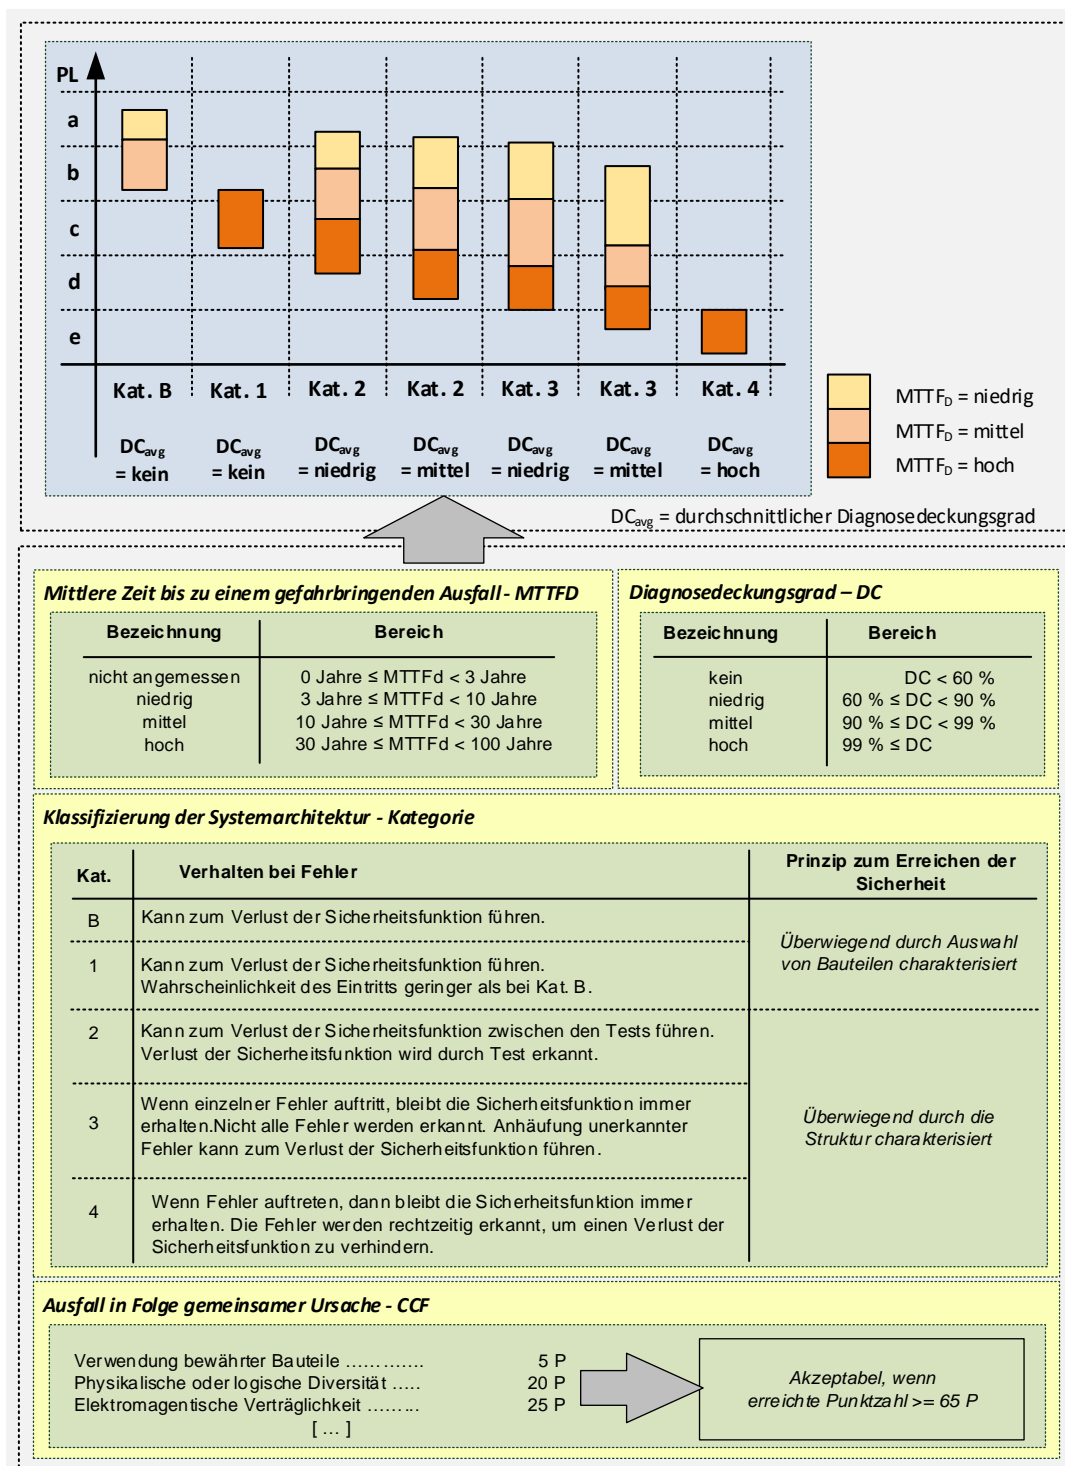 PL
a
b
c
d
e
Kat. B Kat. 1 Kat. 2 Kat. 2 Kat. 3 Kat. 3 Kat. 4
DCavg DCavg DCavg DCavg DCavg DCavg DCavg
= kein = kein = niedrig = mittel = niedrig = mittel = hoch
MTTFD = niedrig
MTTFD = mittel
MTTFD = hoch
DCavg = durchschnittlicher Diagnosedeckungsgrad
Mittlere Zeit bis zu einem gefahrbringenden Ausfall - MTTFD
Bezeichnung Bereich
nicht angemessen 0 Jahre ≤ MTTFd < 3 Jahre
niedrig 3 Jahre ≤ MTTFd < 10 Jahre
mittel 10 Jahre ≤ MTTFd < 30 Jahre
hoch 30 Jahre ≤ MTTFd < 100 Jahre
Diagnosedeckungsgrad – DC
Bezeichnung Bereich
kein DC < 60 %
niedrig 60 % ≤ DC < 90 %
mittel 90 % ≤ DC < 99 %
hoch 99 % ≤ DC
Klassifizierung der Systemarchitektur - Kategorie
Kat. Verhalten bei Fehler
Prinzip zum Erreichen der
Sicherheit
B Kann zum Verlust der Sicherheitsfunktion führen.
1 Kann zum Verlust der Sicherheitsfunktion führen.
Wahrscheinlichkeit des Eintritts geringer als bei Kat. B.
Überwiegend durch Auswahl
von Bauteilen charakterisiert
2 Kann zum Verlust der Sicherheitsfunktion zwischen den Tests führen.
Verlust der Sicherheitsfunktion wird durch Test erkannt.
3 Wenn einzelner Fehler auftritt, bleibt die Sicherheitsfunktion immer
erhalten.Nicht alle Fehler werden erkannt. Anhäufung unerkannter
Fehler kann zum Verlust der Sicherheitsfunktion führen.
4 Wenn Fehler auftreten, dann bleibt die Sicherheitsfunktion immer
erhalten. Die Fehler werden rechtzeitig erkannt, um einen Verlust der
Sicherheitsfunktion zu verhindern.
Überwiegend durch die
Struktur charakterisiert
Ausfall in Folge gemeinsamer Ursache - CCF
Verwendung bewährter Bauteile ............. 5 P
Physikalische oder logische Diversität ..... 20 P
Elektromagentische Verträglichkeit ......... 25 P
[ ... ]
Akzeptabel, wenn
erreichte Punktzahl >= 65 P